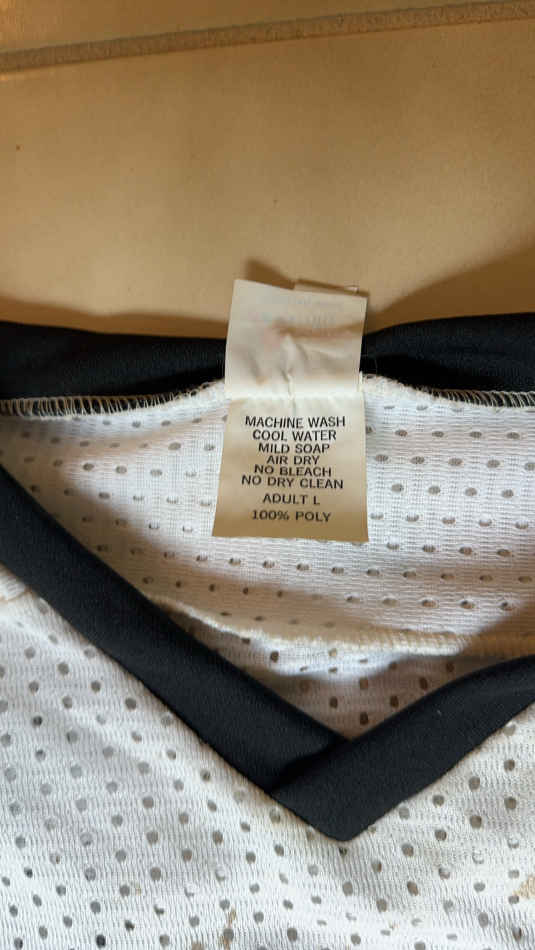 MACHINE WASH
COOL WATER
MILD SOAP
AIR DRY
NO BLEACH
NO DRY CLEAN
ADULT L
100% POLY